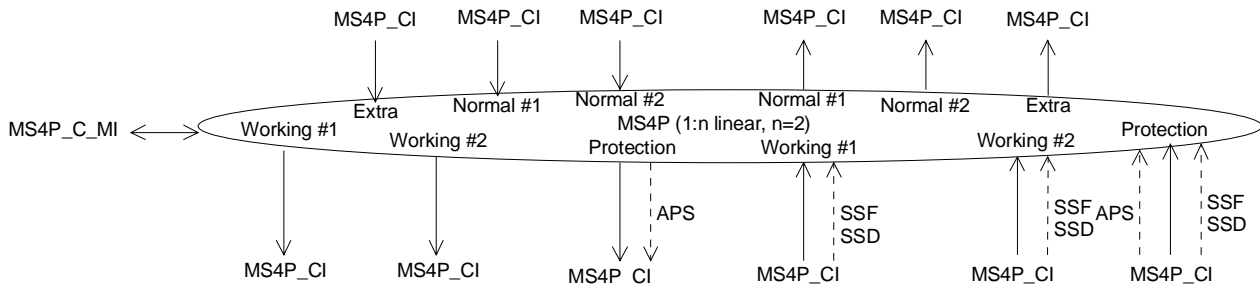 MS4P_CI MS4P_CI MS4P_CI MS4P_CI MS4P_CI MS4P_CI
Extra Normal #1 Normal #2 Normal #1 Normal #2 Extra
MS4P_C_MI Working #1 MS4P (1:n linear, n=2) Protection
Working #2 Protection Working #1 Working #2
APS SSF SSF APS SSF
SSD SSD SSD
MS4P_CI MS4P_CI MS4P_CI MS4P_CI MS4P_CI MS4P_CI